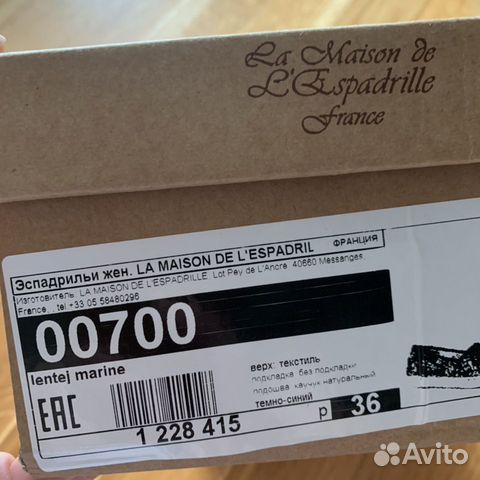 La Maison de
L'Espadrille
France
Эспадрильи жен. LA MAISON DE L'ESPADRIL ФРАНЦИЯ
Изготовитель: LA MAISON DE L'ESPADRILLE Lot Pey de L'Ancre. 40660 Messanges.
France. , tel +33 05 58480296
00700
lentej marine
верх: текстиль
подкладка: без подкладки
подошва: каучук натуральный
темно-синий р 36
EAC
1 228 415
Avito